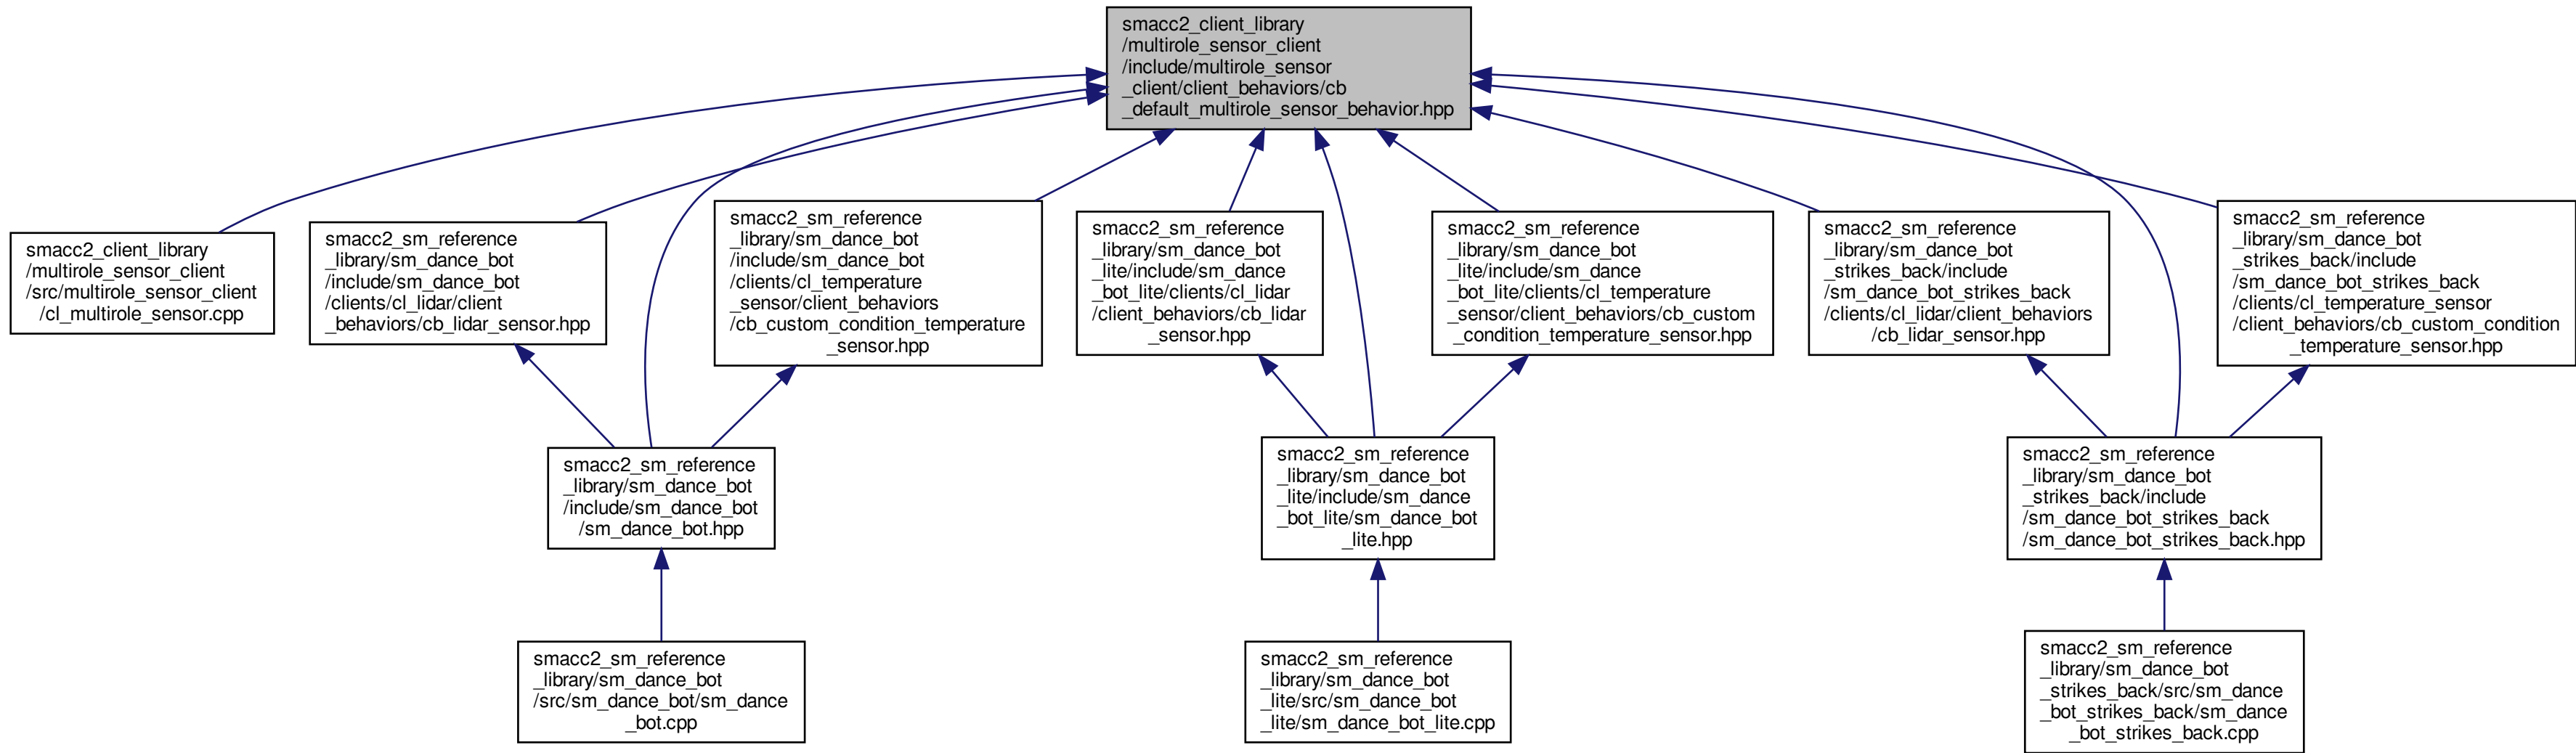 smacc2_client_library
/multirole_sensor_client
/include/multirole_sensor
_client/client_behaviors/cb
_default_multirole_sensor_behavior.hpp
smacc2_client_library
/multirole_sensor_client
/src/multirole_sensor_client
/cl_multirole_sensor.cpp
smacc2_sm_reference
_library/sm_dance_bot
/include/sm_dance_bot
/clients/cl_lidar/client
_behaviors/cb_lidar_sensor.hpp
smacc2_sm_reference
_library/sm_dance_bot
/include/sm_dance_bot
/clients/cl_temperature
_sensor/client_behaviors
/cb_custom_condition_temperature
_sensor.hpp
smacc2_sm_reference
_library/sm_dance_bot
_lite/include/sm_dance
_bot_lite/clients/cl_lidar
/client_behaviors/cb_lidar
_sensor.hpp
smacc2_sm_reference
_library/sm_dance_bot
_lite/include/sm_dance
_bot_lite/clients/cl_temperature
_sensor/client_behaviors/cb_custom
_condition_temperature_sensor.hpp
smacc2_sm_reference
_library/sm_dance_bot
_strikes_back/include
/sm_dance_bot_strikes_back
/clients/cl_lidar/client_behaviors
/cb_lidar_sensor.hpp
smacc2_sm_reference
_library/sm_dance_bot
_strikes_back/include
/sm_dance_bot_strikes_back
/clients/cl_temperature_sensor
/client_behaviors/cb_custom_condition
_temperature_sensor.hpp
smacc2_sm_reference
_library/sm_dance_bot
/include/sm_dance_bot
/sm_dance_bot.hpp
smacc2_sm_reference
_library/sm_dance_bot
_lite/include/sm_dance
_bot_lite/sm_dance_bot
_lite.hpp
smacc2_sm_reference
_library/sm_dance_bot
_strikes_back/include
/sm_dance_bot_strikes_back
/sm_dance_bot_strikes_back.hpp
smacc2_sm_reference
_library/sm_dance_bot
/src/sm_dance_bot/sm_dance
_bot.cpp
smacc2_sm_reference
_library/sm_dance_bot
_lite/src/sm_dance_bot
_lite/sm_dance_bot_lite.cpp
smacc2_sm_reference
_library/sm_dance_bot
_strikes_back/src/sm_dance
_bot_strikes_back/sm_dance
_bot_strikes_back.cpp